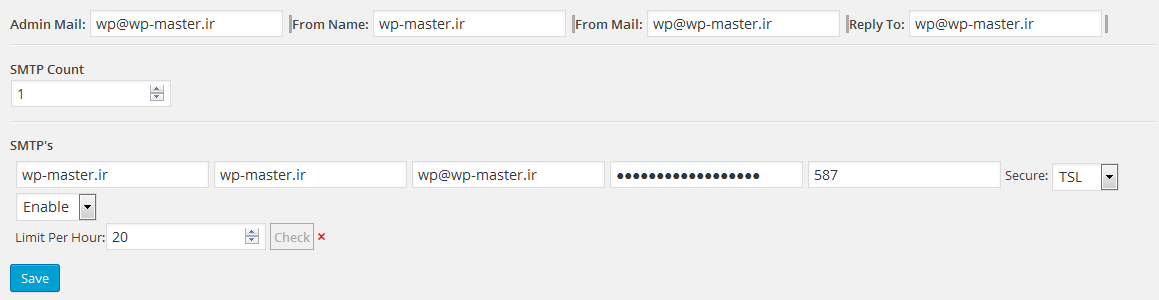 Admin Mail: wp@wp-master.ir From Name: wp-master.ir From Mail: wp@wp-master.ir Reply To: wp@wp-master.ir
SMTP Count
1
SMTP's
wp-master.ir wp-master.ir wp@wp-master.ir •••••••••••••••••• 587 Secure: TSL
Enable
Limit Per Hour: 20 Check ×
Save